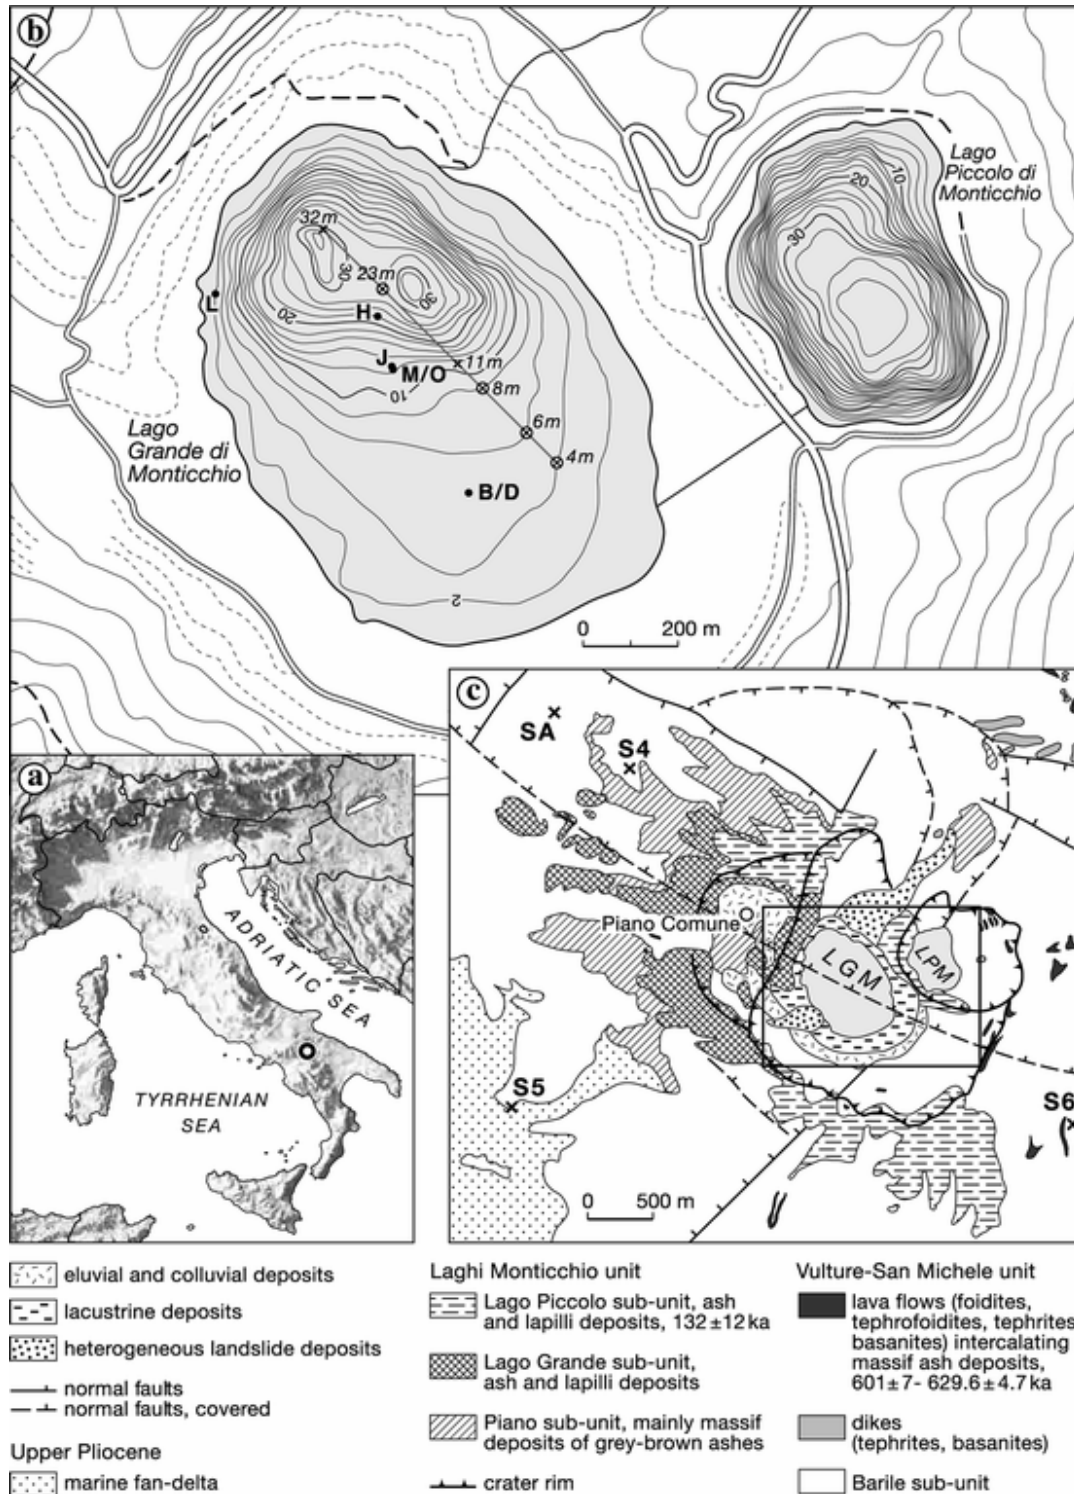 b
32m
30
23m
30
L
20
H
J
11m
M/O
8m
10
6m
4m
B/D
2
Lago
Grande di
Monticchio
Lago
Piccolo di
Monticchio
10
20
30
0 200 m
c
SA
S4
Piano Comune
LGM
LPM
S5
S6
0 500 m
a
ADRIATIC SEA
TYRRHENIAN
SEA
eluvial and colluvial deposits
lacustrine deposits
heterogeneous landslide deposits
normal faults
normal faults, covered
Upper Pliocene
marine fan-delta
Laghi Monticchio unit
Lago Piccolo sub-unit, ash
and lapilli deposits, 132±12ka
Lago Grande sub-unit,
ash and lapilli deposits
Piano sub-unit, mainly massif
deposits of grey-brown ashes
crater rim
Vulture-San Michele unit
lava flows (foidites,
tephrofoidites, tephrites
basanites) intercalating
massif ash deposits,
601±7- 629.6±4.7ka
dikes
(tephrites, basanites)
Barile sub-unit